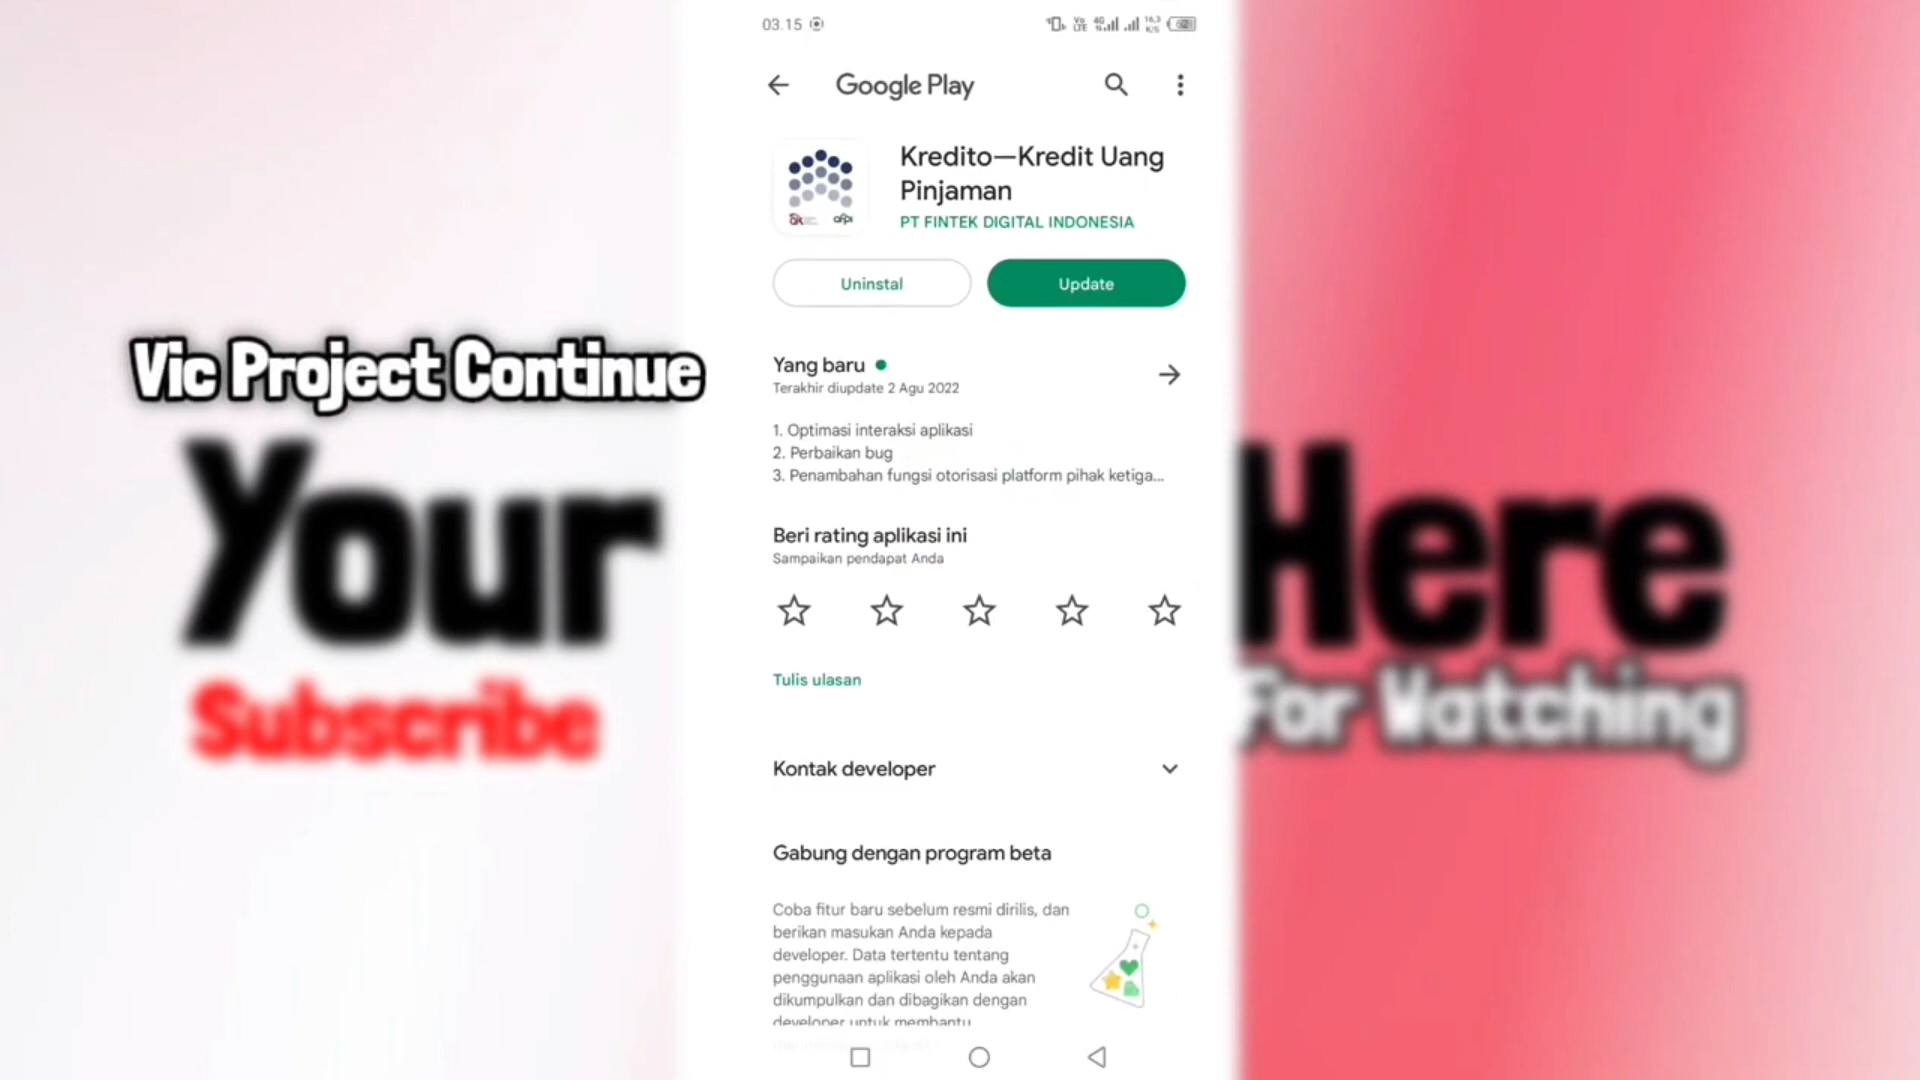 03.15
Google Play
Kredito—Kredit Uang
Pinjaman
PT FINTEK DIGITAL INDONESIA
Uninstal
Update
Yang baru
Terakhir diupdate 2 Agu 2022
1. Optimasi interaksi aplikasi
2. Perbaikan bug
3. Penambahan fungsi otorisasi platform pihak ketiga...
Beri rating aplikasi ini
Sampaikan pendapat Anda
Tulis ulasan
Kontak developer
Gabung dengan program beta
Coba fitur baru sebelum resmi dirilis, dan
berikan masukan Anda kepada
developer. Data tertentu tentang
penggunaan aplikasi oleh Anda akan
dikumpulkan dan dibagikan dengan
developer untuk membantu
Vic Project Continue
Your
Subscribe
Here
For Watching